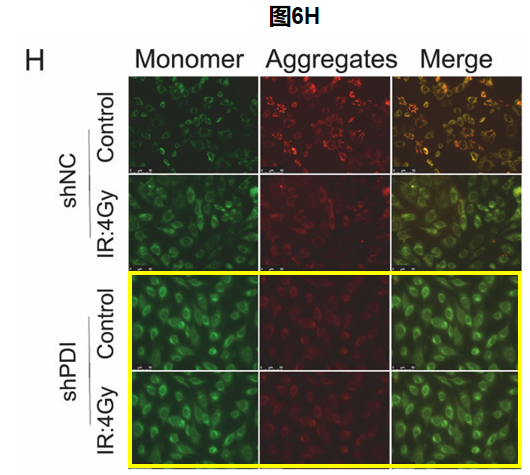 图6H
H
Monomer Aggregates Merge
shNC
Control
IR:4Gy
shPDI
Control
IR:4Gy